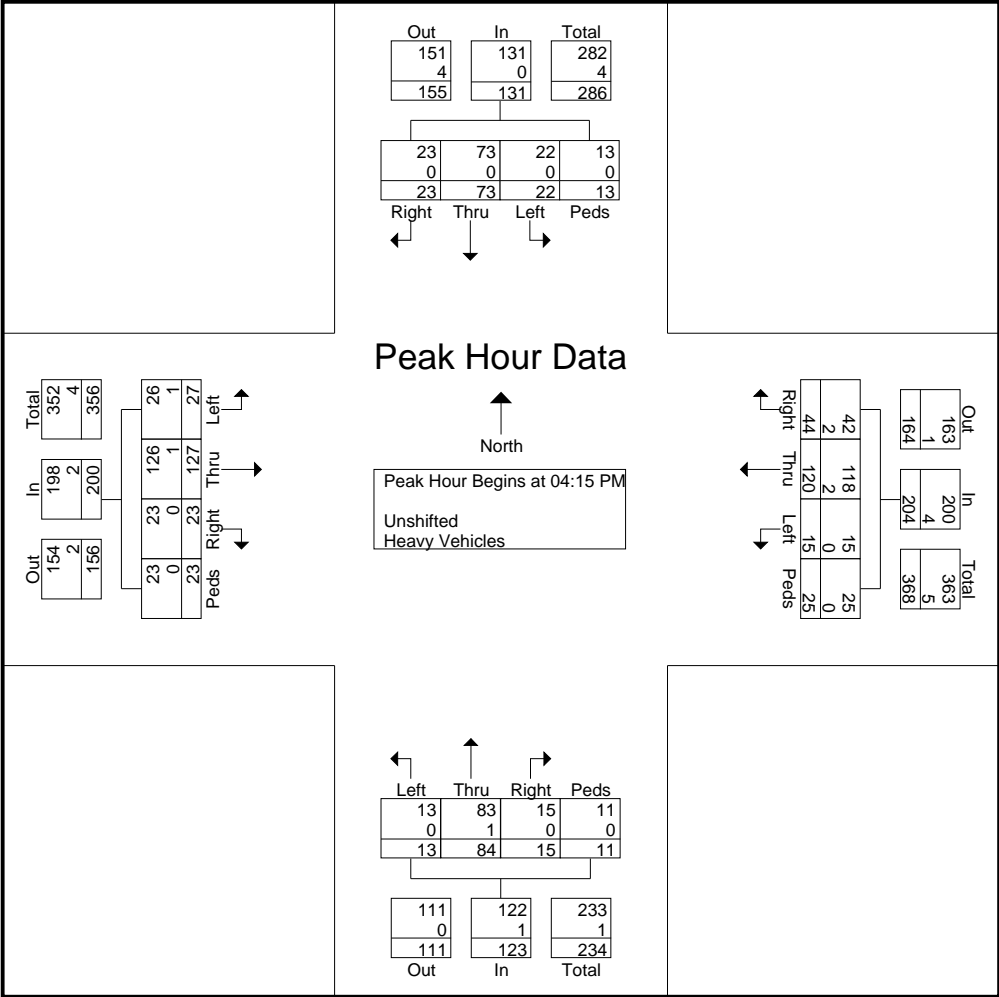 Out In Total
151 131 282
4 0 4
155 131 286
23 73 22 13
0 0 0 0
23 73 22 13
Right Thru Left Peds
Peak Hour Data
North
Peak Hour Begins at 04:15 PM
Unshifted
Heavy Vehicles
Total In Out
352 198 154
4 2 2
356 200 156
26 126 23 23
1 1 0 0
27 127 23 23
Left Thru Right Peds
Out In Total
163 200 363
1 4 5
164 204 368
42 118 15 25
2 2 0 0
44 120 15 25
Right Thru Left Peds
Left Thru Right Peds
13 83 15 11
0 1 0 0
13 84 15 11
111 122 233
0 1 1
111 123 234
Out In Total